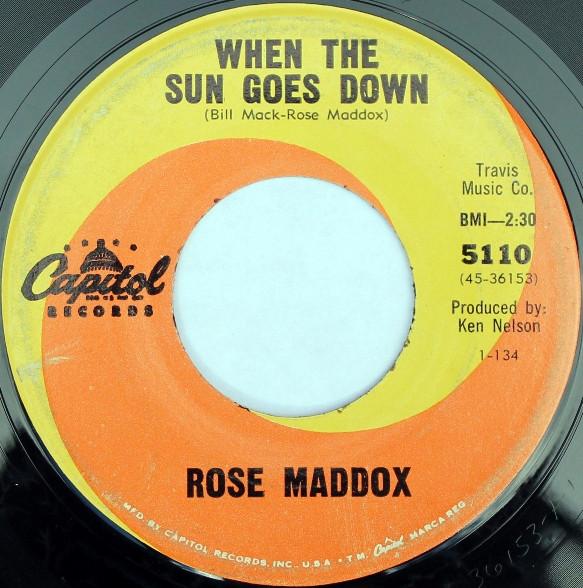 WHEN THE
SUN GOES DOWN
(Bill Mack-Rose Maddox)
Travis
Music Co.
BMI—2:30
5110
(45-36153)
Produced by:
Ken Nelson
1-134
Capitol
RECORDS
ROSE MADDOX
MFD. BY CAPITOL RECORDS, INC., U.S.A. • T.M. Capitol MARCA REG.